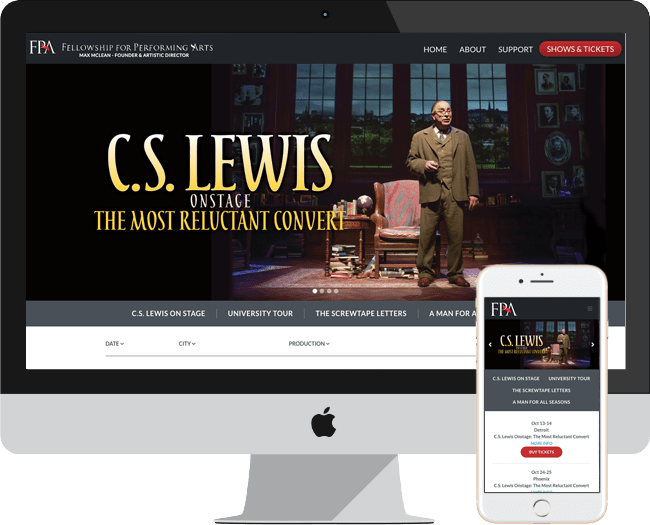 FPA FELLOWSHIP FOR PERFORMING ARTS
MAX MCLEAN - FOUNDER & ARTISTIC DIRECTOR
HOME ABOUT SUPPORT SHOWS & TICKETS
C.S. LEWIS
ONSTAGE
THE MOST RELUCTANT CONVERT
C.S. LEWIS ON STAGE UNIVERSITY TOUR THE SCREWTAPE LETTERS A MAN FOR A
DATE CITY PRODUCTION
FPA
C.S. LEWIS
ONSTAGE
THE MOST RELUCTANT CONVERT
C.S. LEWIS ON STAGE UNIVERSITY TOUR
THE SCREWTAPE LETTERS
A MAN FOR ALL SEASONS
Oct 13-14
Detroit
C.S. Lewis Onstage: The Most Reluctant Convert
MORE INFO
BUY TICKETS
Oct 24-25
Phoenix
C.S. Lewis Onstage: The Most Reluctant Convert